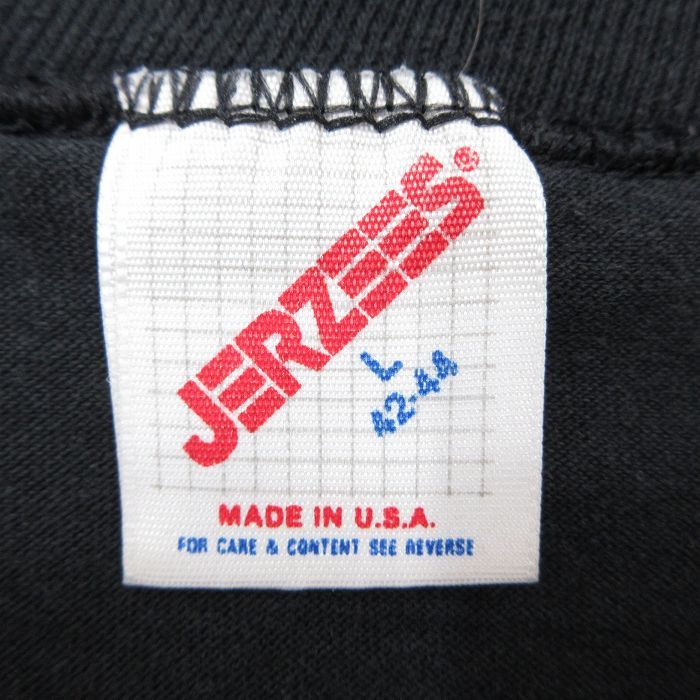 JERZEES®
L
42-44
MADE IN U.S.A.
FOR CARE & CONTENT SEE REVERSE